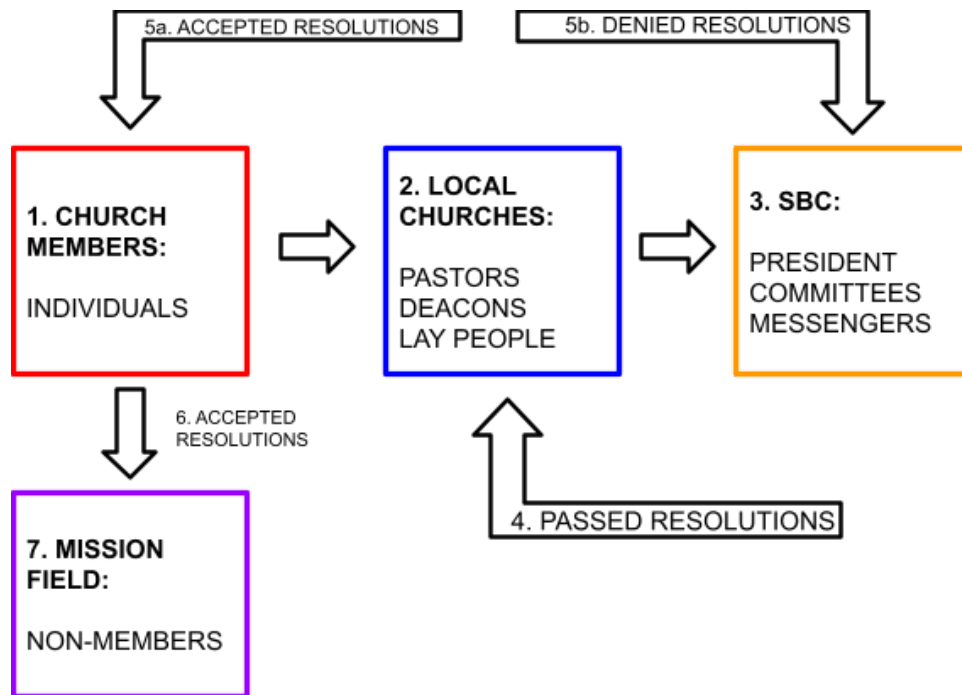 5a. ACCEPTED RESOLUTIONS
5b. DENIED RESOLUTIONS
1. CHURCH
MEMBERS:
INDIVIDUALS
2. LOCAL
CHURCHES:
PASTORS
DEACONS
LAY PEOPLE
3. SBC:
PRESIDENT
COMMITTEES
MESSENGERS
6. ACCEPTED
RESOLUTIONS
4. PASSED RESOLUTIONS
7. MISSION
FIELD:
NON-MEMBERS